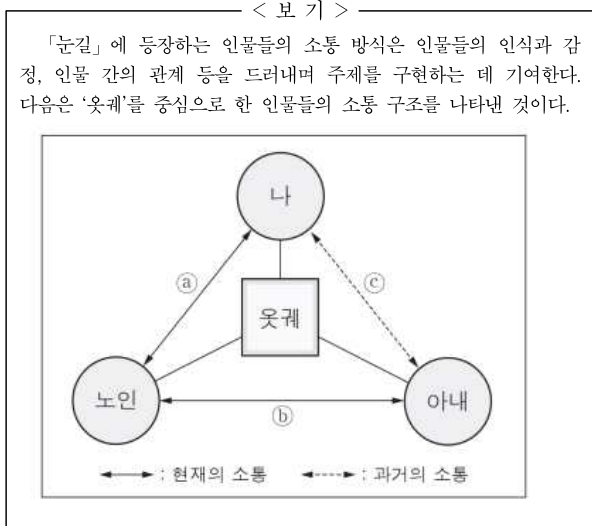 < 보 기 >
「눈길」에 등장하는 인물들의 소통 방식은 인물들의 인식과 감
정, 인물 간의 관계 등을 드러내며 주제를 구현하는 데 기여한다.
다음은 ‘옷궤’를 중심으로 한 인물들의 소통 구조를 나타낸 것이다.
나
ⓐ
ⓒ
옷궤
노인
ⓑ
아내
: 현재의 소통 : 과거의 소통